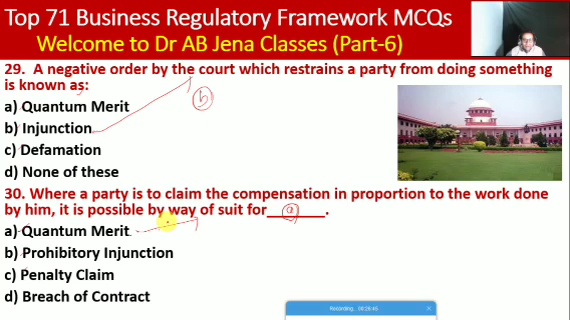 Top 71 Business Regulatory Framework MCQs
Welcome to Dr AB Jena Classes (Part-6)
29. A negative order by the court which restrains a party from doing something
is known as:
a) Quantum Merit
b) Injunction
c) Defamation
d) None of these
b
30. Where a party is to claim the compensation in proportion to the work done
by him, it is possible by way of suit for________.
a
a) Quantum Merit
b) Prohibitory Injunction
c) Penalty Claim
d) Breach of Contract